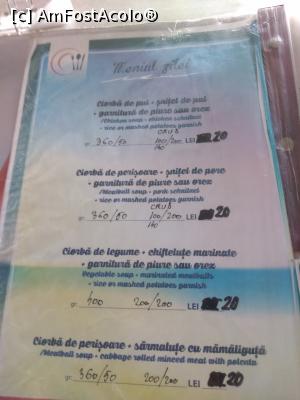 [c] AmFostAcolo®
Meniul zilei
Ciorbă de pui • șnițel de pui
• garnitură de piure sau orez
/Chicken soup • chicken schnitzel
• rice or mashed potatoes garnish
CRUD
gr 360/50 100/200 LEI 20
140
Ciorbă de perișoare • șnițel de porc
• garnitură de piure sau orez
/Meatball soup • pork schnitzel
• rice or mashed potatoes garnish
CRUD
gr 360/50 100/200 LEI 20
140
Ciorbă de legume • chifteluțe marinate
• garnitură de piure sau orez
Vegetable soup • marinated meatballs
• rice or mashed potatoes garnish
gr 400 200/200 LEI 20
Ciorbă de perișoare • sărmăluțe cu mămăliguță
/Meatball soup • cabbage rolled minced meat with polenta
gr 360/50 200/200 LEI 20